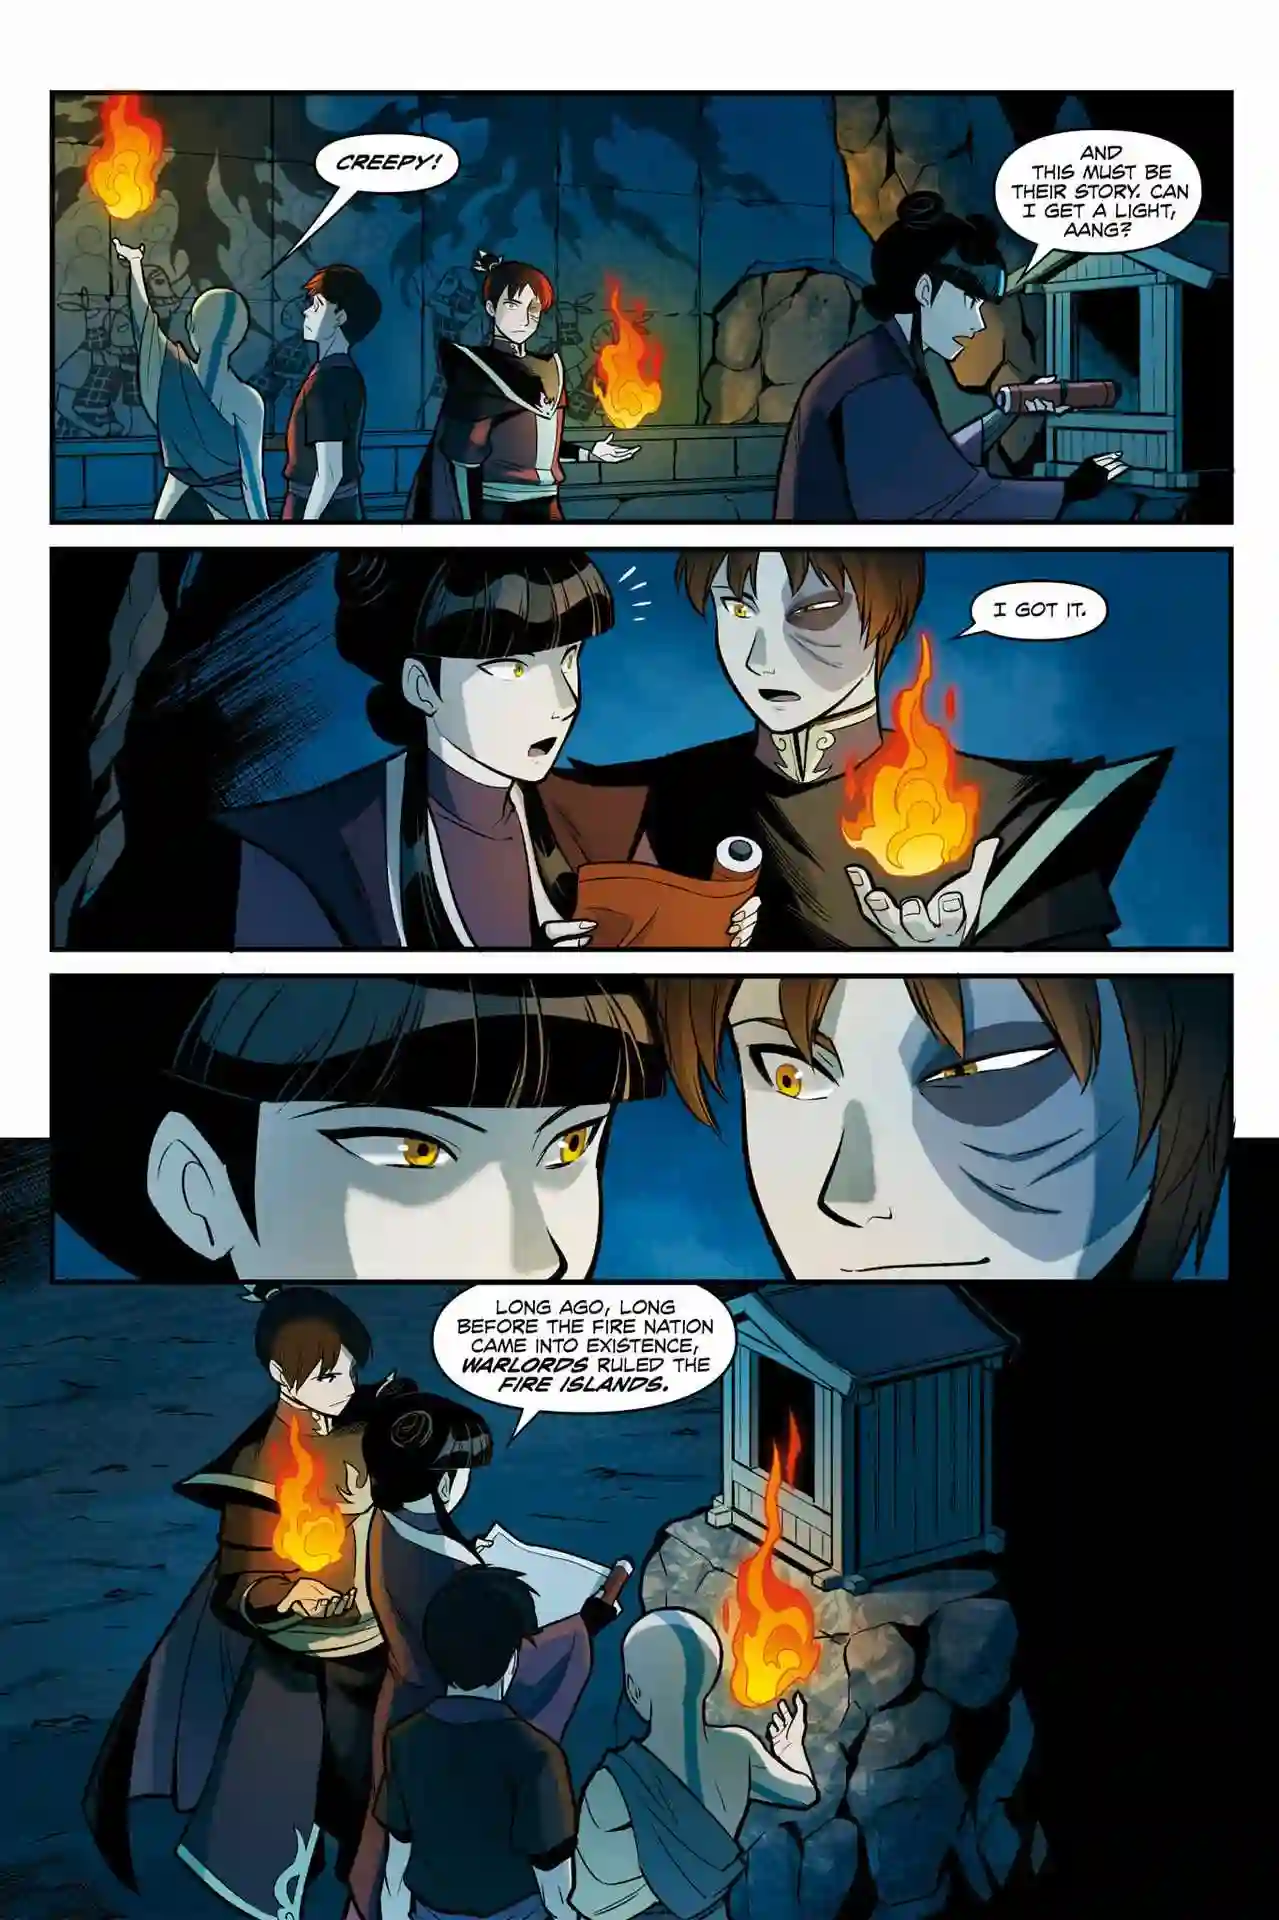 CREEPY!
AND
THIS MUST BE
THEIR STORY. CAN
I GET A LIGHT,
AANG?
I GOT IT.
LONG AGO, LONG
BEFORE THE FIRE NATION
CAME INTO EXISTENCE,
WARLORDS RULED THE
FIRE ISLANDS.